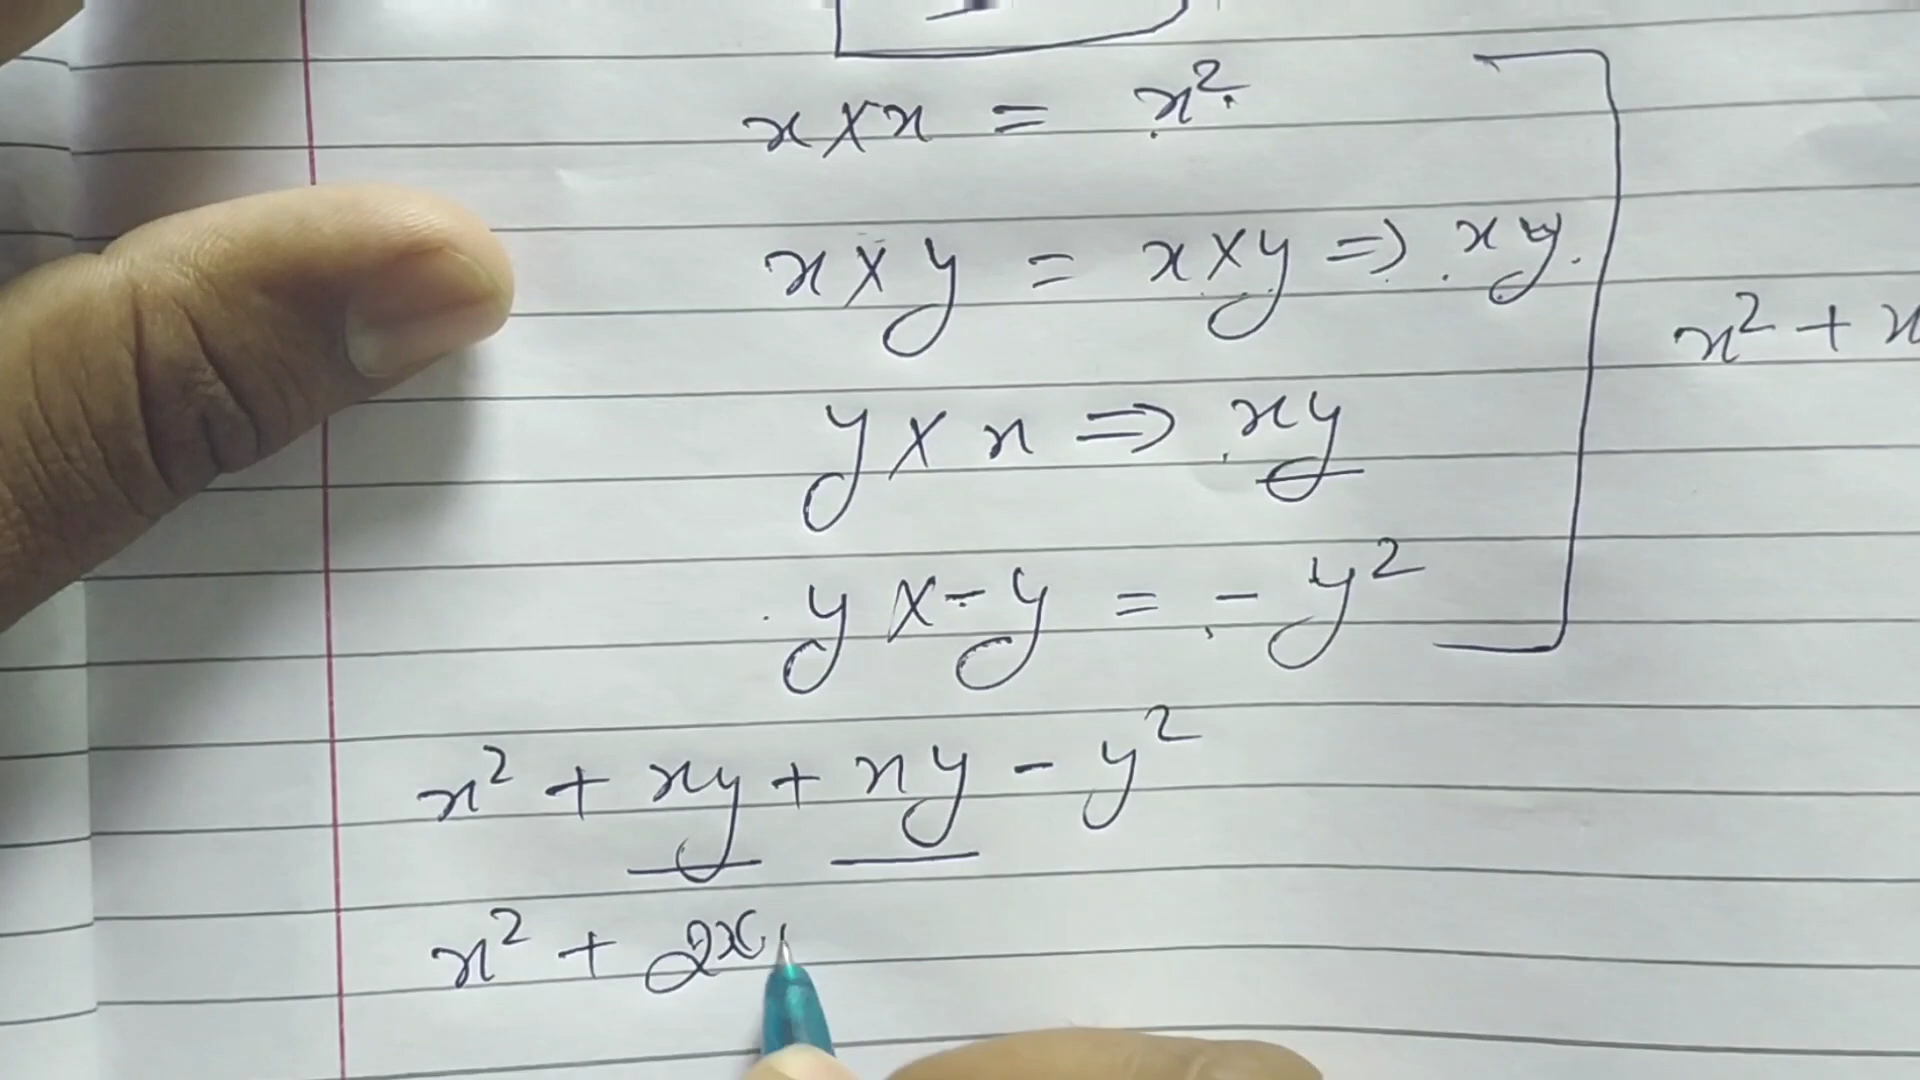 x × x = x²
x × y = x × y ⇒ xy
x² + x
y × x ⇒ xy
y × - y = - y²
x² + xy + xy - y²
x² + 2x